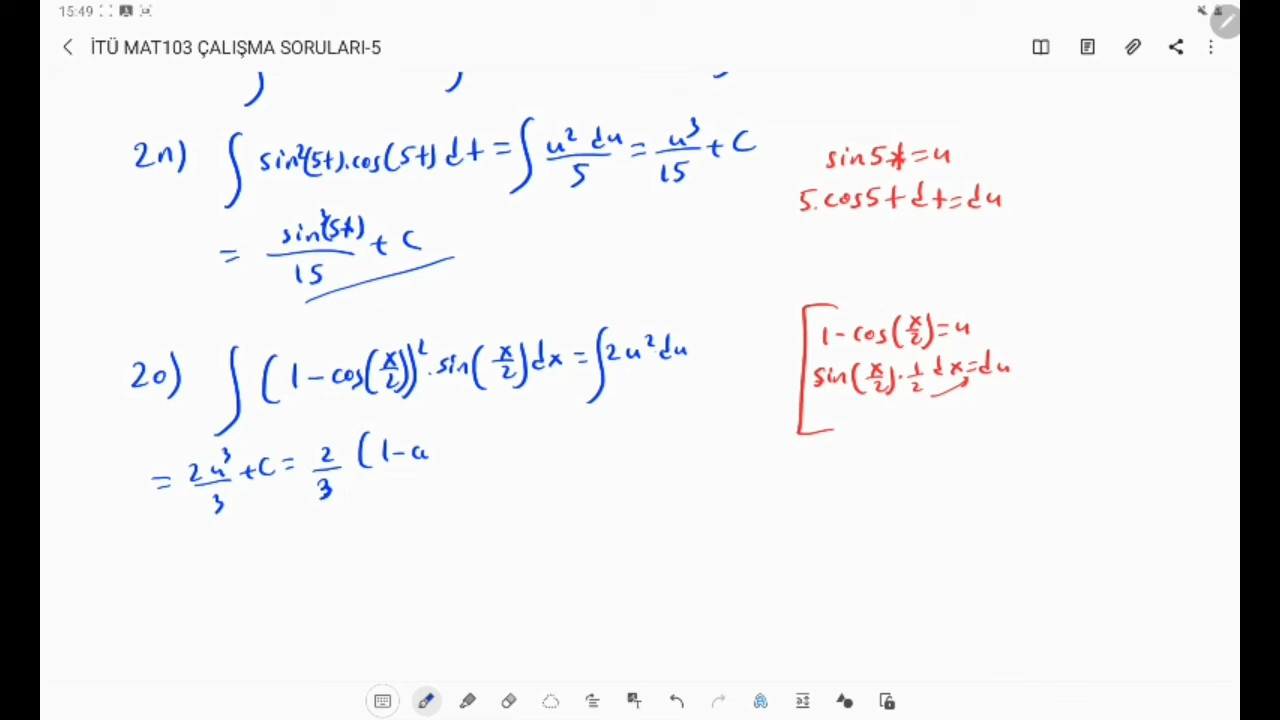 15:49
İTÜ MAT103 ÇALIŞMA SORULARI-5
2n) ∫ sin²(5t).cos(5t) dt = ∫ u² du / 5 = u³/15 + C
sin5t = u
5.cos5t dt = du
= sin³(5t)/15 + C
2o) ∫ (1-cos(x/2))².sin(x/2) dx = ∫ 2u² du
1-cos(x/2) = u
sin(x/2).1/2 dx = du
= 2u³/3 + C = 2/3 (1-c